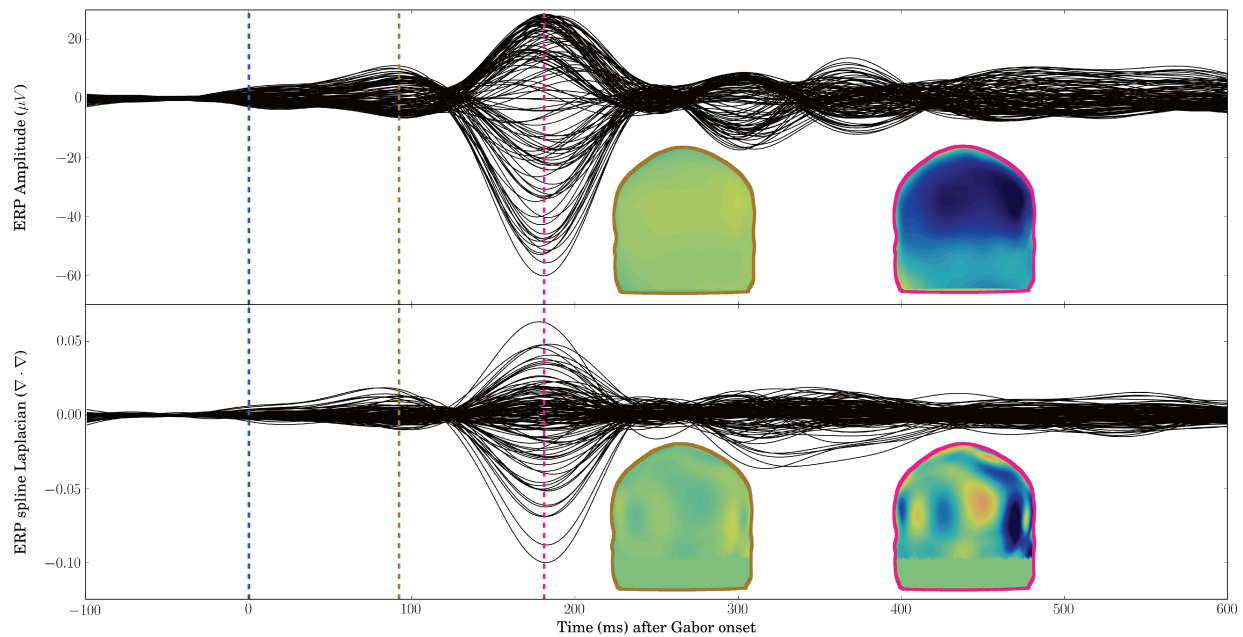 20
0
−20
−40
−60
ERP Amplitude (μV)
0.05
0.00
−0.05
−0.10
ERP spline Laplacian (∇ · ∇)
−100 0 100 200 300 400 500 600
Time (ms) after Gabor onset